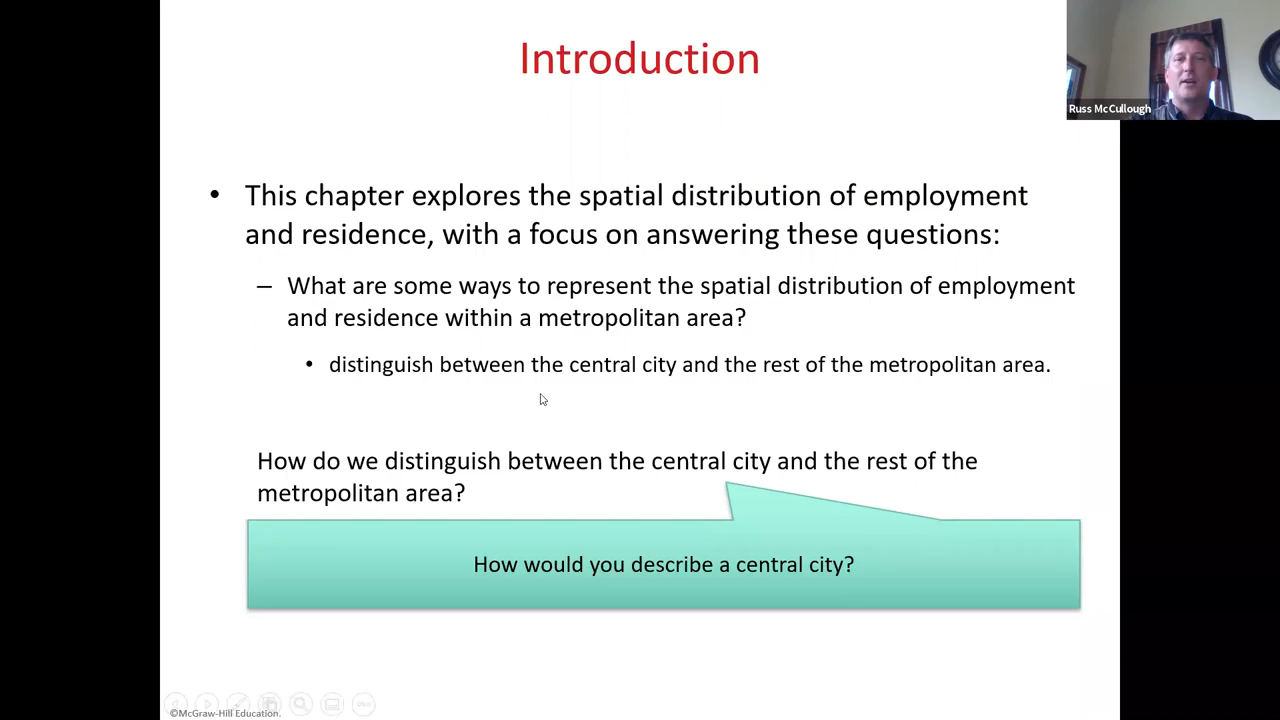 Introduction
Russ McCullough
• This chapter explores the spatial distribution of employment
and residence, with a focus on answering these questions:
– What are some ways to represent the spatial distribution of employment
and residence within a metropolitan area?
• distinguish between the central city and the rest of the metropolitan area.
How do we distinguish between the central city and the rest of the
metropolitan area?
How would you describe a central city?
©McGraw-Hill Education.